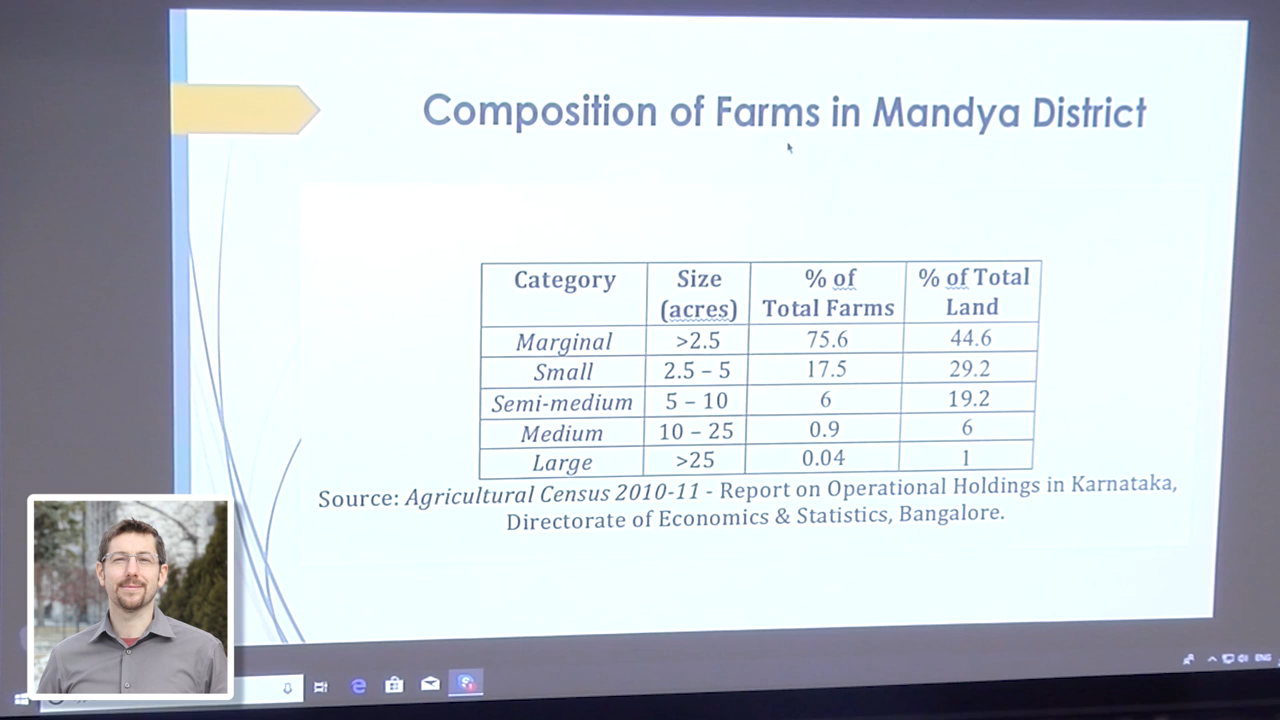 Composition of Farms in Mandya District
Category Size (acres) % of Total Farms % of Total Land
Marginal >2.5 75.6 44.6
Small 2.5 – 5 17.5 29.2
Semi-medium 5 – 10 6 19.2
Medium 10 – 25 0.9 6
Large >25 0.04 1
Source: Agricultural Census 2010-11 - Report on Operational Holdings in Karnataka,
Directorate of Economics & Statistics, Bangalore.
ENG